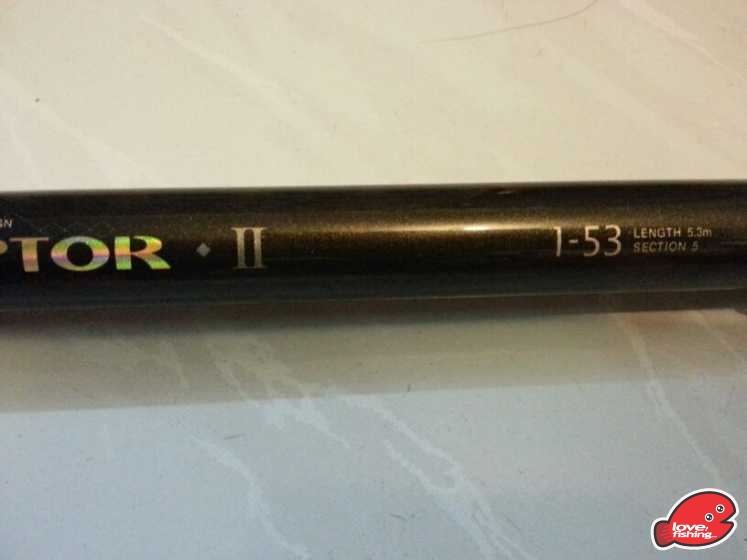 PTOR ◆ II
1-53
LENGTH 5.3m
SECTION 5
love,
fishing